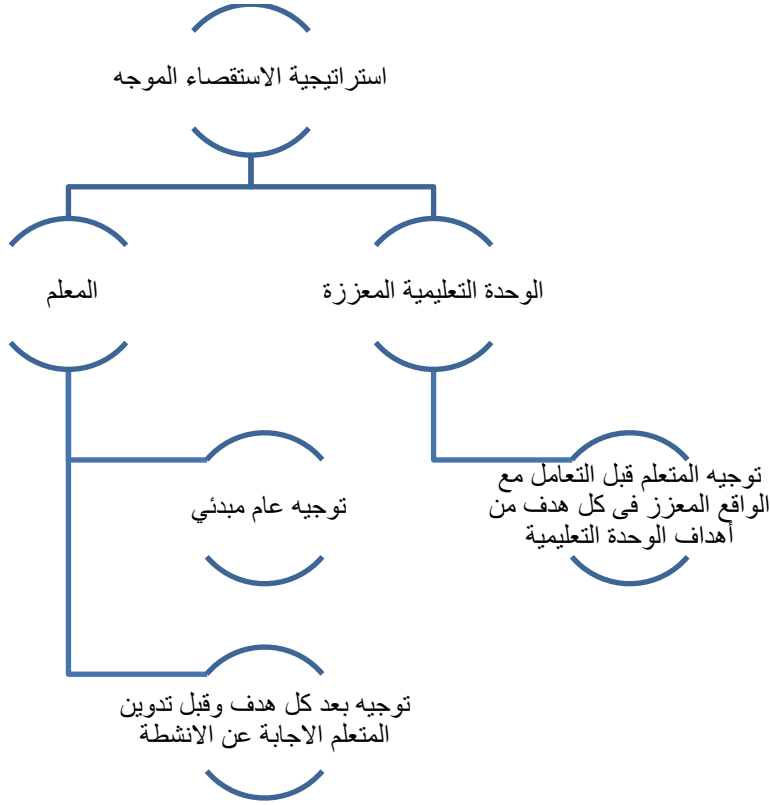 استراتيجية الاستقصاء الموجه
الوحدة التعليمية المعززة
المعلم
توجيه المتعلم قبل التعامل مع
الواقع المعزز فى كل هدف من
أهداف الوحدة التعليمية
توجيه عام مبدئي
توجيه بعد كل هدف وقبل تدوين
المتعلم الاجابة عن الانشطة